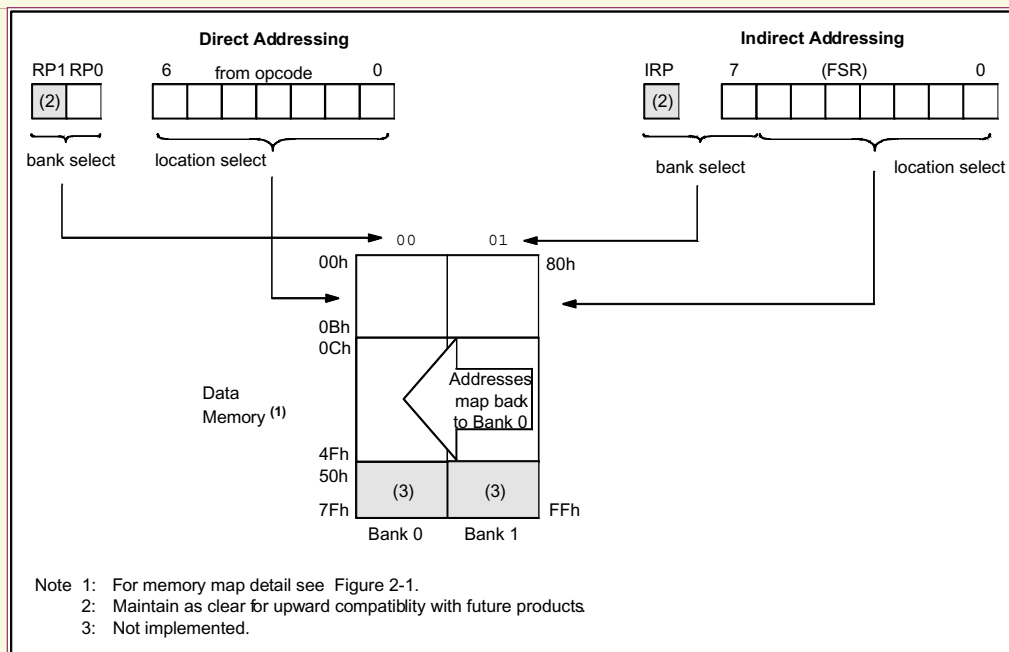 Direct Addressing
Indirect Addressing
RP1 RP0
6 from opcode 0
IRP
7 (FSR) 0
(2)
(2)
bank select
location select
bank select
location select
00 01
00h
80h
0Bh
0Ch
Addresses
map back
to Bank 0
Data
Memory (1)
4Fh
50h
(3)
(3)
7Fh
FFh
Bank 0
Bank 1
Note 1: For memory map detail see Figure 2-1.
2: Maintain as clear for upward compatiblity with future products.
3: Not implemented.